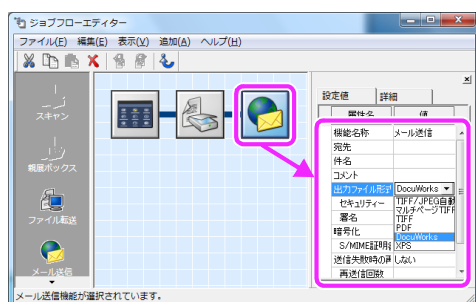 ジョブフローエディター
ファイル(F) 編集(E) 表示(V) 追加(A) ヘルプ(H)
スキャン
親展ボックス
ファイル転送
メール送信
設定値 詳細
属性名 値
機能名称 メール送信
宛先
件名
コメント
出力ファイル形式 DocuWorks
セキュリティー TIFF/JPEG自動
マルチページTIFF
署名 TIFF
暗号化 PDF
DocuWorks
S/MIME証明 XPS
送信失敗時の再 しない
再送信回数
メール送信機能が選択されています。